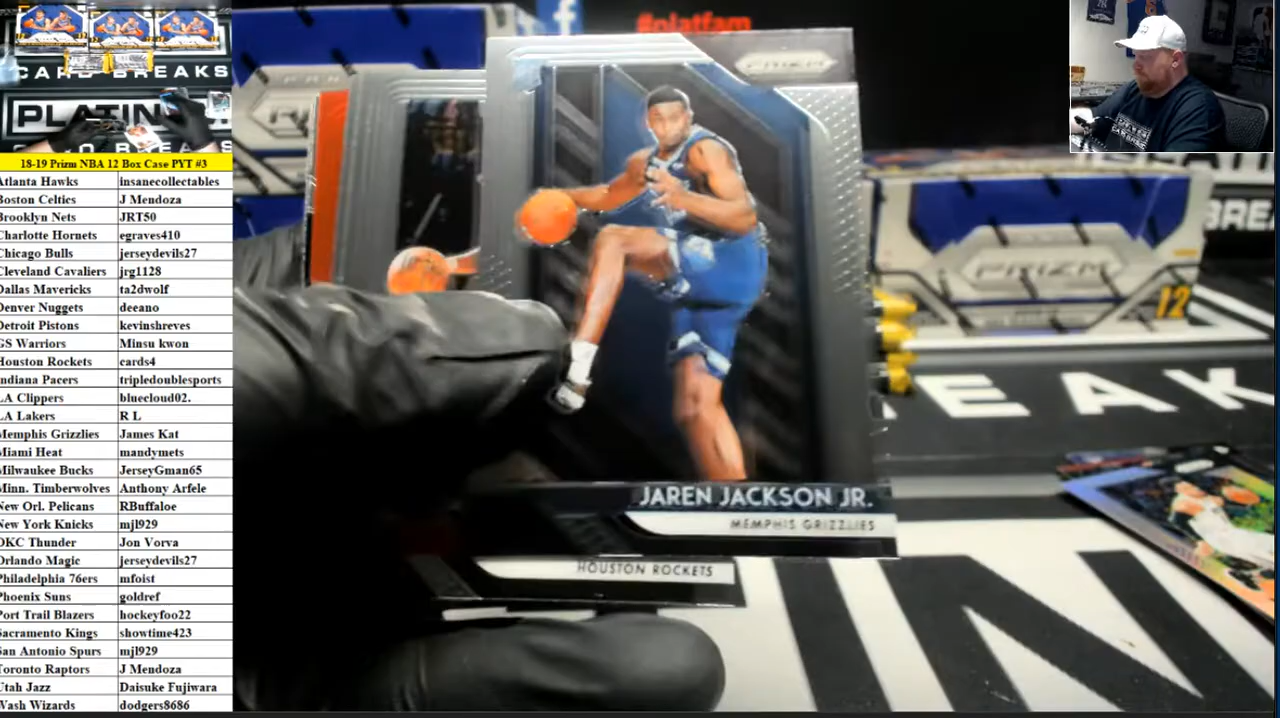 #platfam
PRIZM
CARD BREAKS
PLATIN
18-19 Prizm NBA 12 Box Case PYT #3
Atlanta Hawks insanecollectables
Boston Celtics J Mendoza
Brooklyn Nets JRT50
Charlotte Hornets egraves410
Chicago Bulls jerseydevils27
Cleveland Cavaliers jrg1128
Dallas Mavericks ta2dwolf
Denver Nuggets deeano
Detroit Pistons kevinshreves
GS Warriors Minsu kwon
Houston Rockets cards4
Indiana Pacers tripledoublesports
LA Clippers bluecloud02.
LA Lakers R L
Memphis Grizzlies James Kat
Miami Heat mandymets
Milwaukee Bucks JerseyGman65
Minn. Timberwolves Anthony Arfele
New Orl. Pelicans RBuffaloe
New York Knicks mjl929
OKC Thunder Jon Vorva
Orlando Magic jerseydevils27
Philadelphia 76ers mfoist
Phoenix Suns goldref
Port Trail Blazers hockeyfoo22
Sacramento Kings showtime423
San Antonio Spurs mjl929
Toronto Raptors J Mendoza
Utah Jazz Daisuke Fujiwara
Wash Wizards dodgers8686
JAREN JACKSON JR.
MEMPHIS GRIZZLIES
HOUSTON ROCKETS
PRIZM
12
BREA
EAK
IN